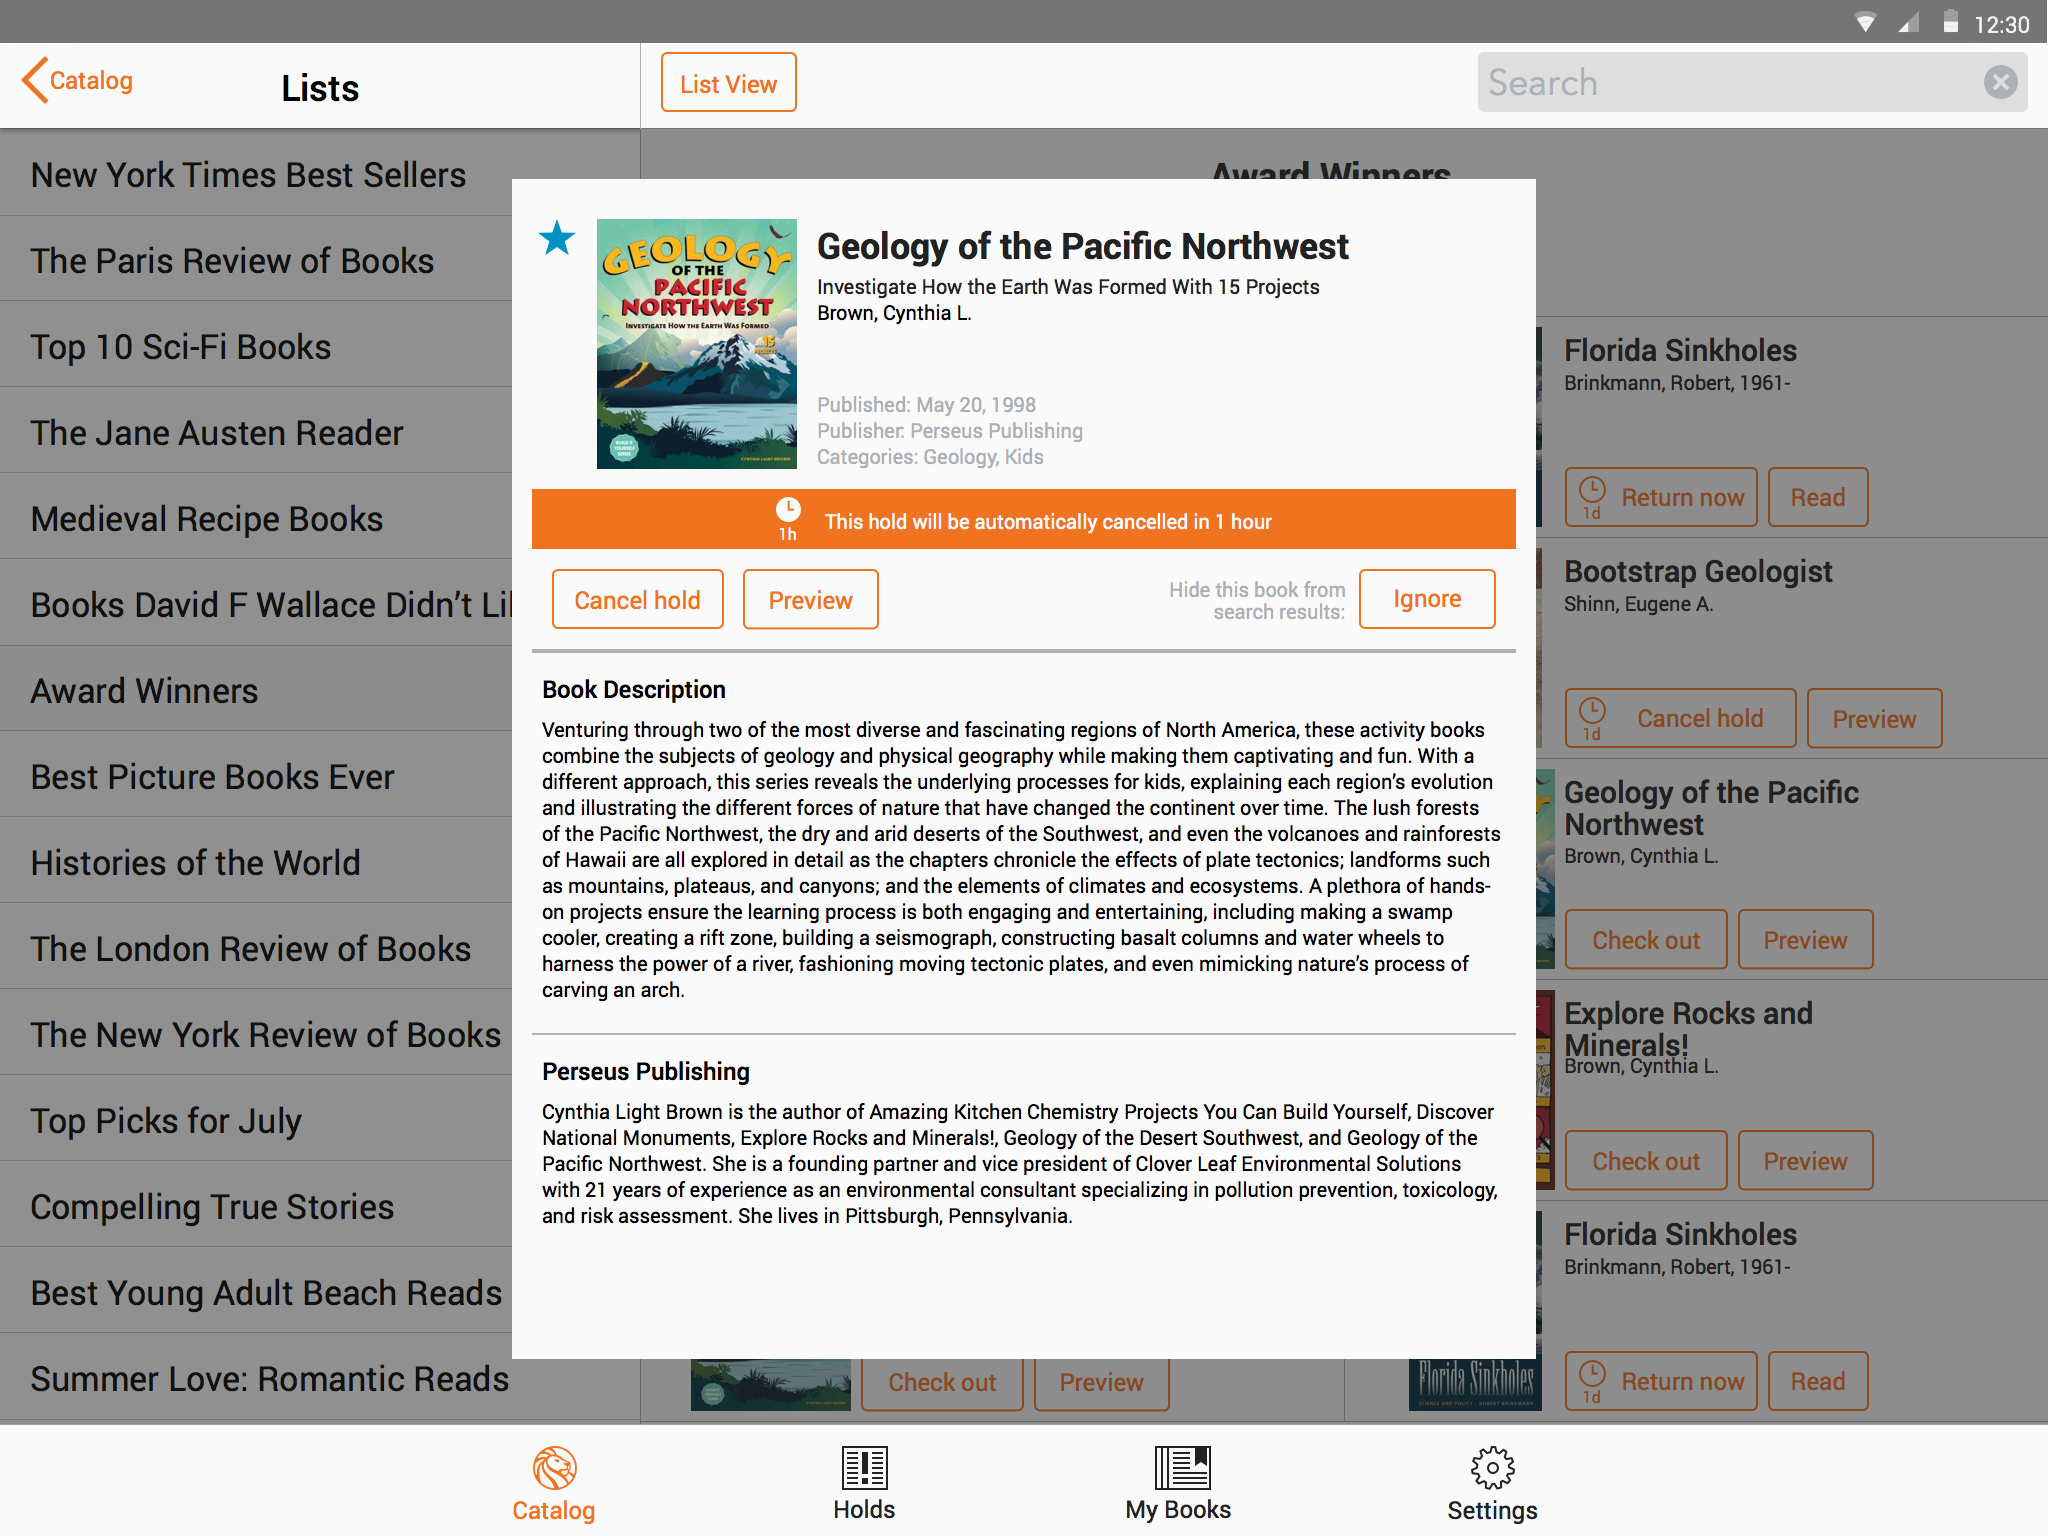 12:30
Catalog
Lists
List View
Search
New York Times Best Sellers
The Paris Review of Books
Top 10 Sci-Fi Books
The Jane Austen Reader
Medieval Recipe Books
Books David F Wallace Didn’t Li
Award Winners
Best Picture Books Ever
Histories of the World
The London Review of Books
The New York Review of Books
Top Picks for July
Compelling True Stories
Best Young Adult Beach Reads
Summer Love: Romantic Reads
Award Winners
GEOLOGY
OF THE
PACIFIC
NORTHWEST
INVESTIGATE HOW THE EARTH WAS FORMED
15
PROJECTS
BUILD IT
YOURSELF
SERIES
CYNTHIA LIGHT BROWN
Geology of the Pacific Northwest
Investigate How the Earth Was Formed With 15 Projects
Brown, Cynthia L.
Published: May 20, 1998
Publisher: Perseus Publishing
Categories: Geology, Kids
1h
This hold will be automatically cancelled in 1 hour
Cancel hold
Preview
Hide this book from
search results:
Ignore
Book Description
Venturing through two of the most diverse and fascinating regions of North America, these activity books
combine the subjects of geology and physical geography while making them captivating and fun. With a
different approach, this series reveals the underlying processes for kids, explaining each region’s evolution
and illustrating the different forces of nature that have changed the continent over time. The lush forests
of the Pacific Northwest, the dry and arid deserts of the Southwest, and even the volcanoes and rainforests
of Hawaii are all explored in detail as the chapters chronicle the effects of plate tectonics; landforms such
as mountains, plateaus, and canyons; and the elements of climates and ecosystems. A plethora of hands-
on projects ensure the learning process is both engaging and entertaining, including making a swamp
cooler, creating a rift zone, building a seismograph, constructing basalt columns and water wheels to
harness the power of a river, fashioning moving tectonic plates, and even mimicking nature’s process of
carving an arch.
Perseus Publishing
Cynthia Light Brown is the author of Amazing Kitchen Chemistry Projects You Can Build Yourself, Discover
National Monuments, Explore Rocks and Minerals!, Geology of the Desert Southwest, and Geology of the
Pacific Northwest. She is a founding partner and vice president of Clover Leaf Environmental Solutions
with 21 years of experience as an environmental consultant specializing in pollution prevention, toxicology,
and risk assessment. She lives in Pittsburgh, Pennsylvania.
Florida Sinkholes
Brinkmann, Robert, 1961-
1d
Return now
Read
Bootstrap Geologist
Shinn, Eugene A.
1d
Cancel hold
Preview
Geology of the Pacific
Northwest
Brown, Cynthia L.
Check out
Preview
Explore Rocks and
Minerals!
Brown, Cynthia L.
Check out
Preview
Florida Sinkholes
Brinkmann, Robert, 1961-
1d
Return now
Read
Check out
Preview
Florida Sinkholes
SCIENCE AND POLICY · ROBERT BRINKMANN
Catalog
Holds
My Books
Settings